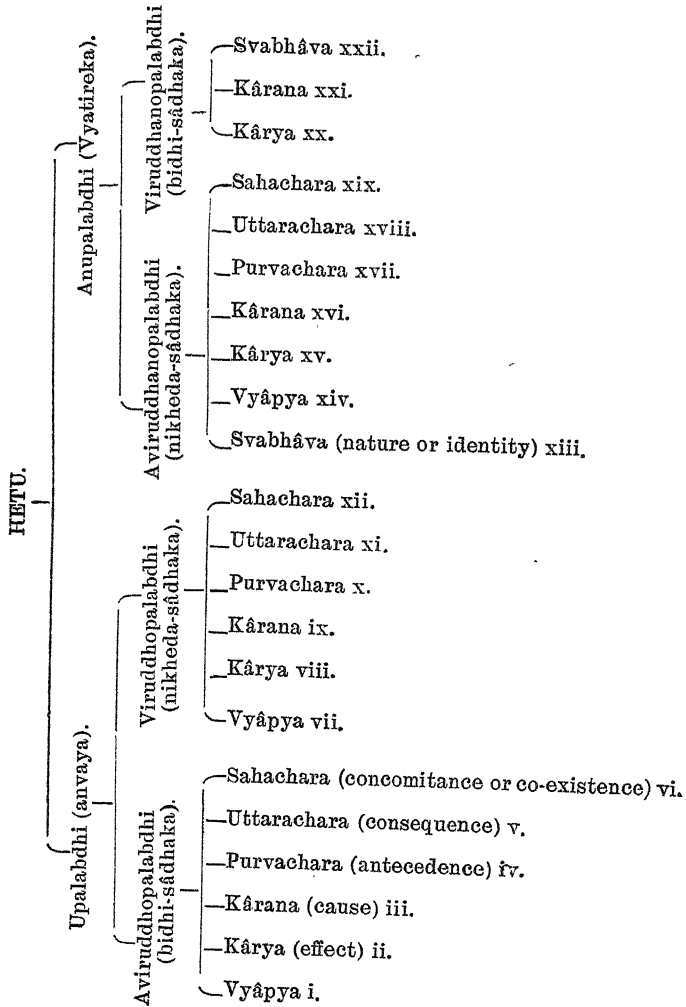 HETU.
Anupalabdhi (Vyatireka).
Viruddhanopalabdhi
(bidhi-sâdhaka).
Svabhâva xxii.
Kârana xxi.
Kârya xx.
Aviruddhanopalabdhi
(nikheda-sâdhaka).
Sahachara xix.
Uttarachara xviii.
Purvachara xvii.
Kârana xvi.
Kârya xv.
Vyâpya xiv.
Svabhâva (nature or identity) xiii.
Upalabdhi (anvaya).
Viruddhopalabdhi
(nikheda-sâdhaka).
Sahachara xii.
Uttarachara xi.
Purvachara x.
Kârana ix.
Kârya viii.
Vyâpya vii.
Aviruddhopalabdhi
(bidhi-sâdhaka).
Sahachara (concomitance or co-existence) vi.
Uttarachara (consequence) v.
Purvachara (antecedence) iv.
Kârana (cause) iii.
Kârya (effect) ii.
Vyâpya i.